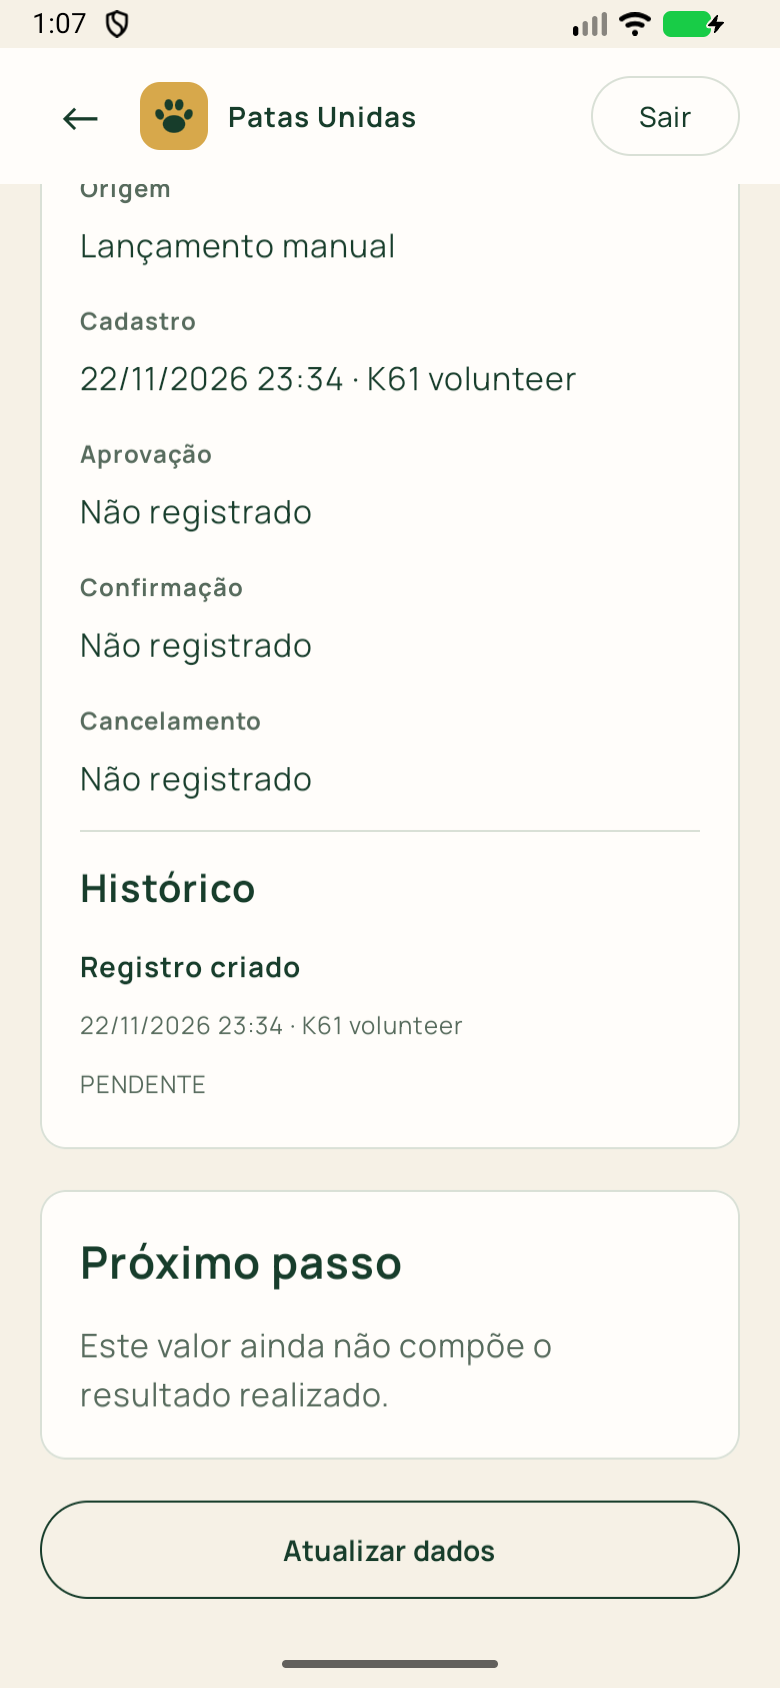 1:07
Patas Unidas
Sair
Origem
Lançamento manual
Cadastro
22/11/2026 23:34 · K61 volunteer
Aprovação
Não registrado
Confirmação
Não registrado
Cancelamento
Não registrado
Histórico
Registro criado
22/11/2026 23:34 · K61 volunteer
PENDENTE
Próximo passo
Este valor ainda não compõe o
resultado realizado.
Atualizar dados